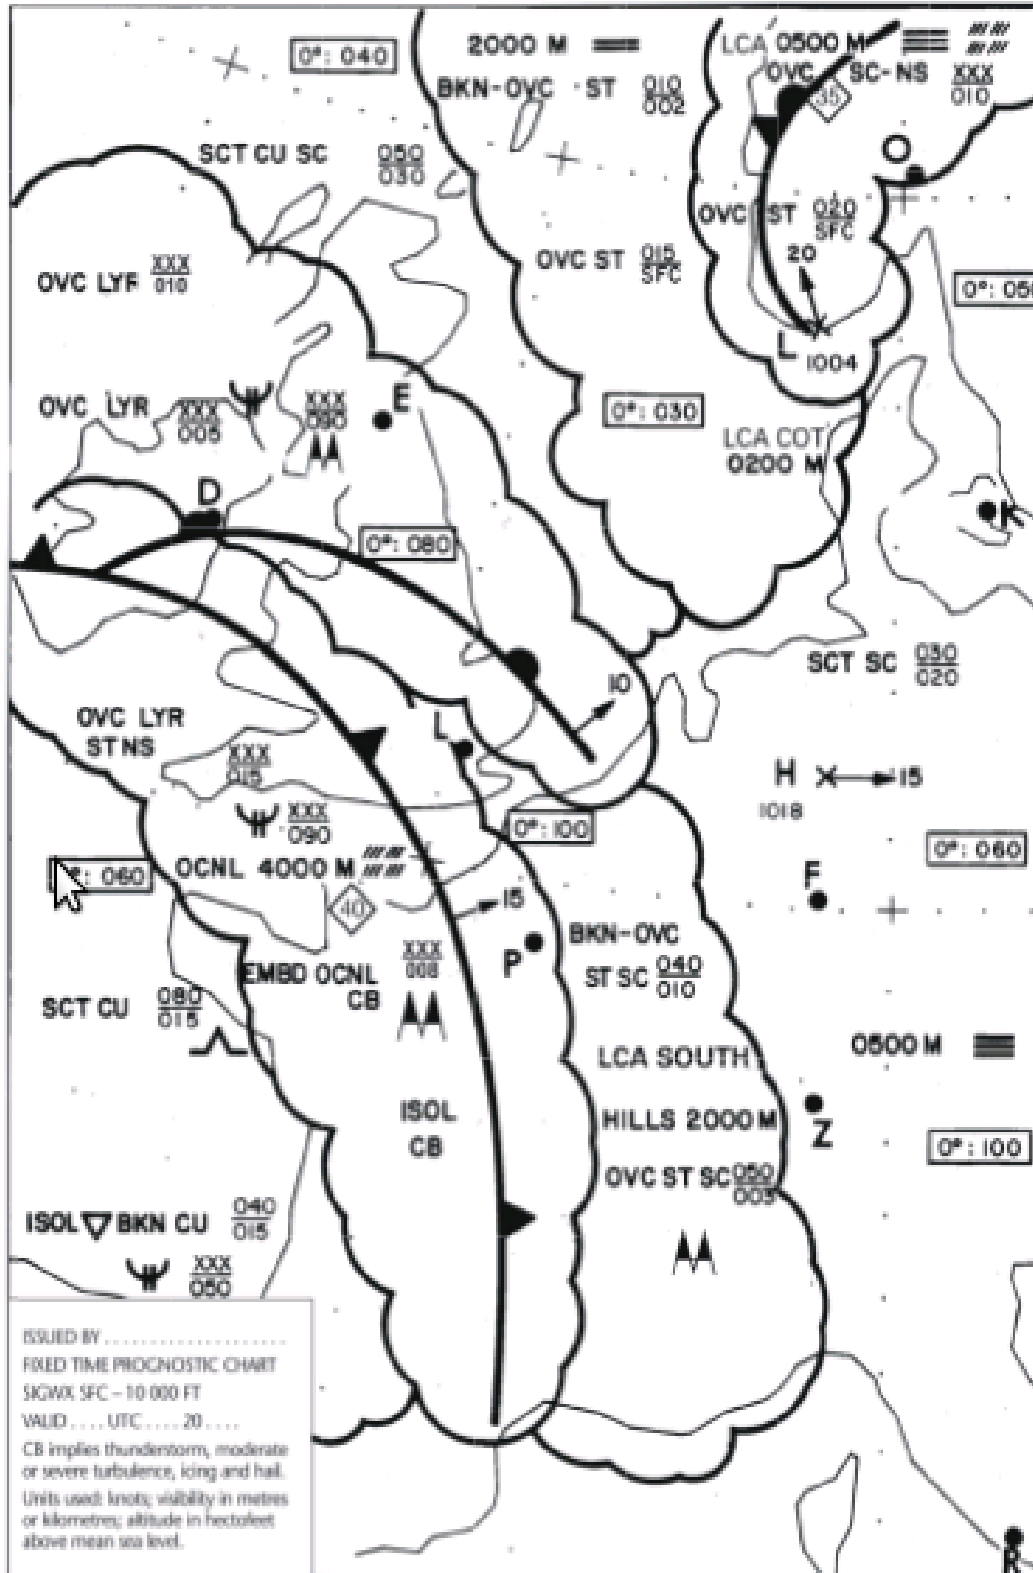 0°: 040
2000 M
LCA 0500 M
BKN-OVC ST 010
002
OVC SC-NS XXX
010
35
SCT CU SC 050
030
O
OVC ST 020
SFC
OVC LYR XXX
010
OVC ST 015
SFC
20
L 1004
OVC LYR XXX
005
XXX
090
E
0°: 030
LCA COT
0200 M
D
K
0°: 080
SCT SC 030
020
10
OVC LYR
ST NS
XXX
015
L
H
15
1018
XXX
090
0°: 100
: 060
OCNL 4000 M
0°: 060
40
15
F
XXX
008
P
BKN-OVC
ST SC 040
010
EMBD OCNL
CB
SCT CU 080
015
0500 M
LCA SOUTH
HILLS 2000 M
Z
ISOL
CB
0°: 100
OVC ST SC 050
005
ISOL BKN CU 040
015
XXX
050
ISSUED BY . . . . . . . . . . . . . . . . . . . .
FIXED TIME PROGNOSTIC CHART
SIGWX SFC – 10 000 FT
VALID . . . . UTC . . . . 20 . . . .
CB implies thunderstorm, moderate
or severe turbulence, icing and hail.
Units used: knots; visibility in metres
or kilometres; altitude in hectofeet
above mean sea level.
R